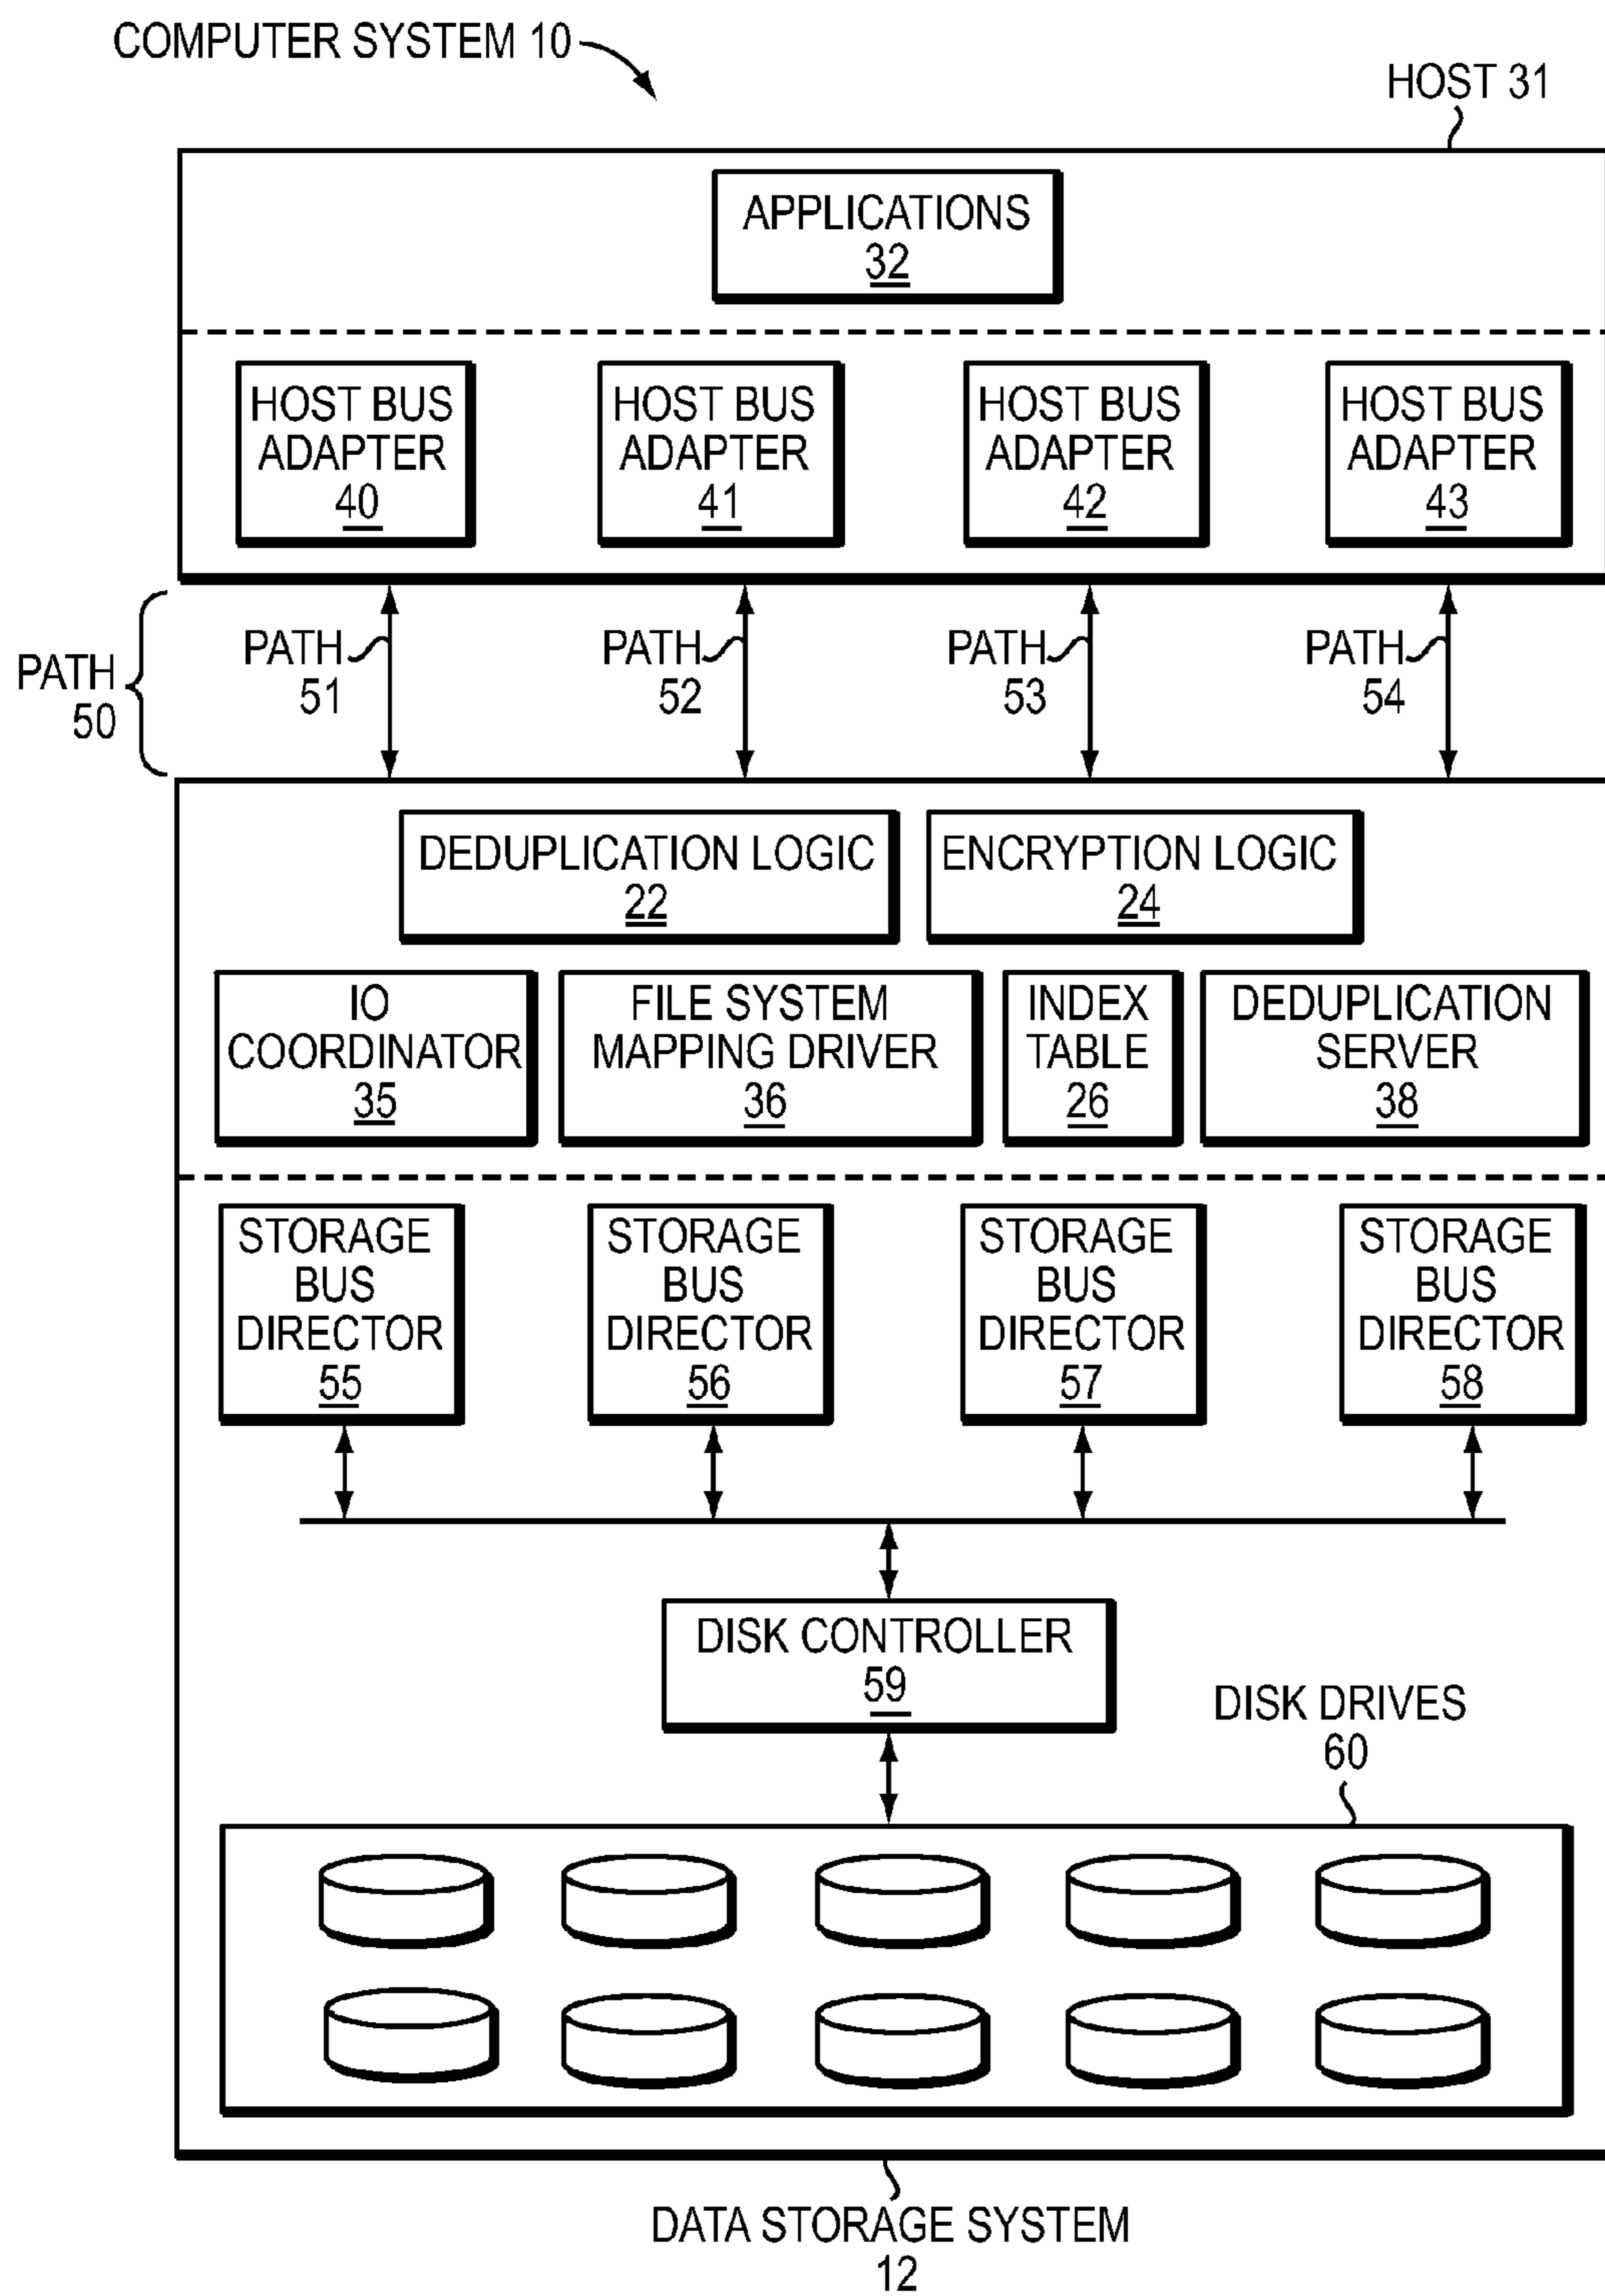 COMPUTER SYSTEM 10
HOST 31
APPLICATIONS
32
HOST BUS
ADAPTER
40
HOST BUS
ADAPTER
41
HOST BUS
ADAPTER
42
HOST BUS
ADAPTER
43
PATH
50
PATH
51
PATH
52
PATH
53
PATH
54
DEDUPLICATION LOGIC
22
ENCRYPTION LOGIC
24
IO
COORDINATOR
35
FILE SYSTEM
MAPPING DRIVER
36
INDEX
TABLE
26
DEDUPLICATION
SERVER
38
STORAGE
BUS
DIRECTOR
55
STORAGE
BUS
DIRECTOR
56
STORAGE
BUS
DIRECTOR
57
STORAGE
BUS
DIRECTOR
58
DISK CONTROLLER
59
DISK DRIVES
60
DATA STORAGE SYSTEM
12